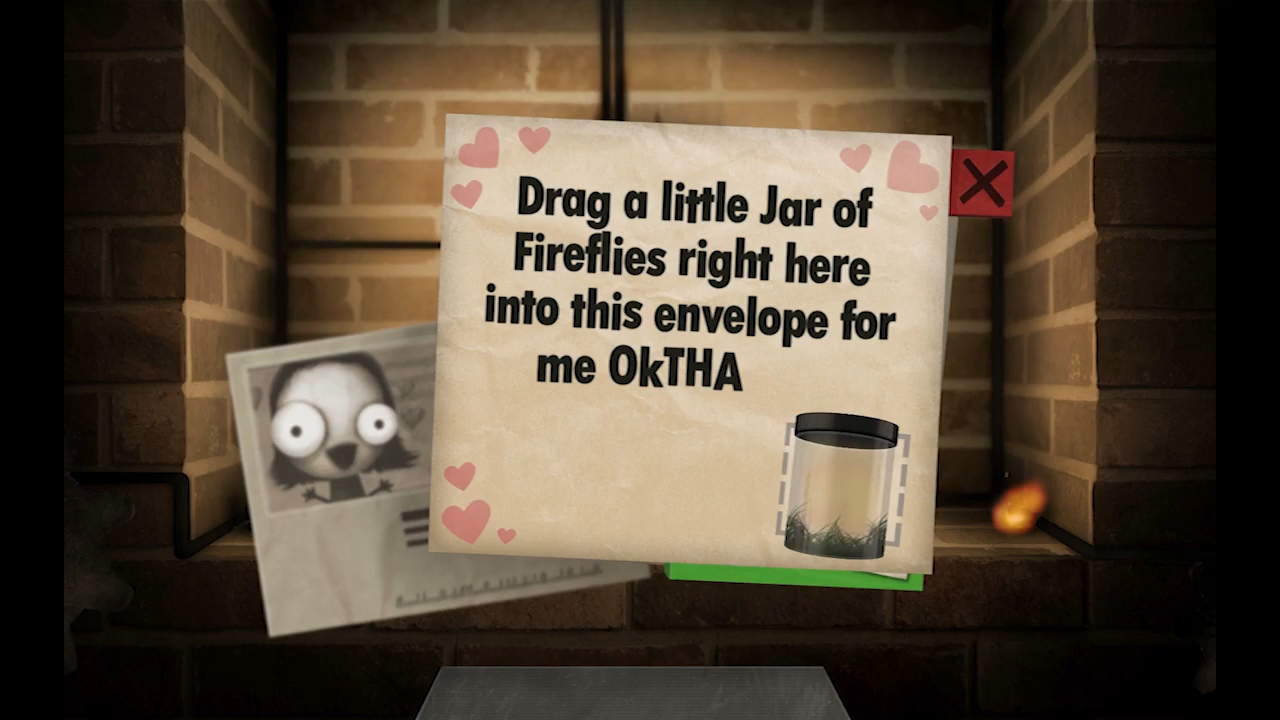 Drag a little Jar of
Fireflies right here
into this envelope for
me OkTHA